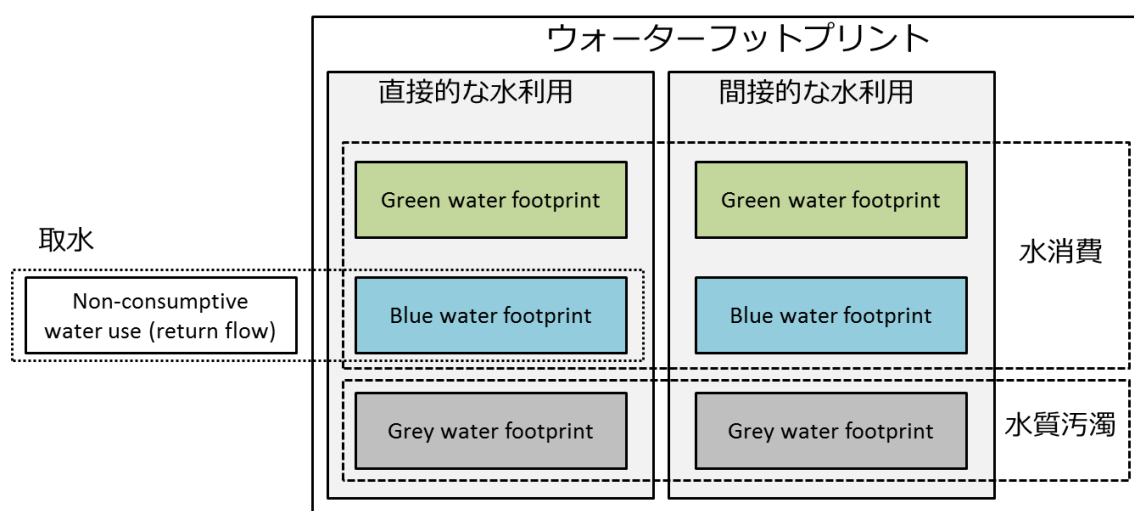 ウォーターフットプリント
直接的な水利用
間接的な水利用
Green water footprint
Green water footprint
水消費
取水
Non-consumptive
water use (return flow)
Blue water footprint
Blue water footprint
Grey water footprint
Grey water footprint
水質汚濁